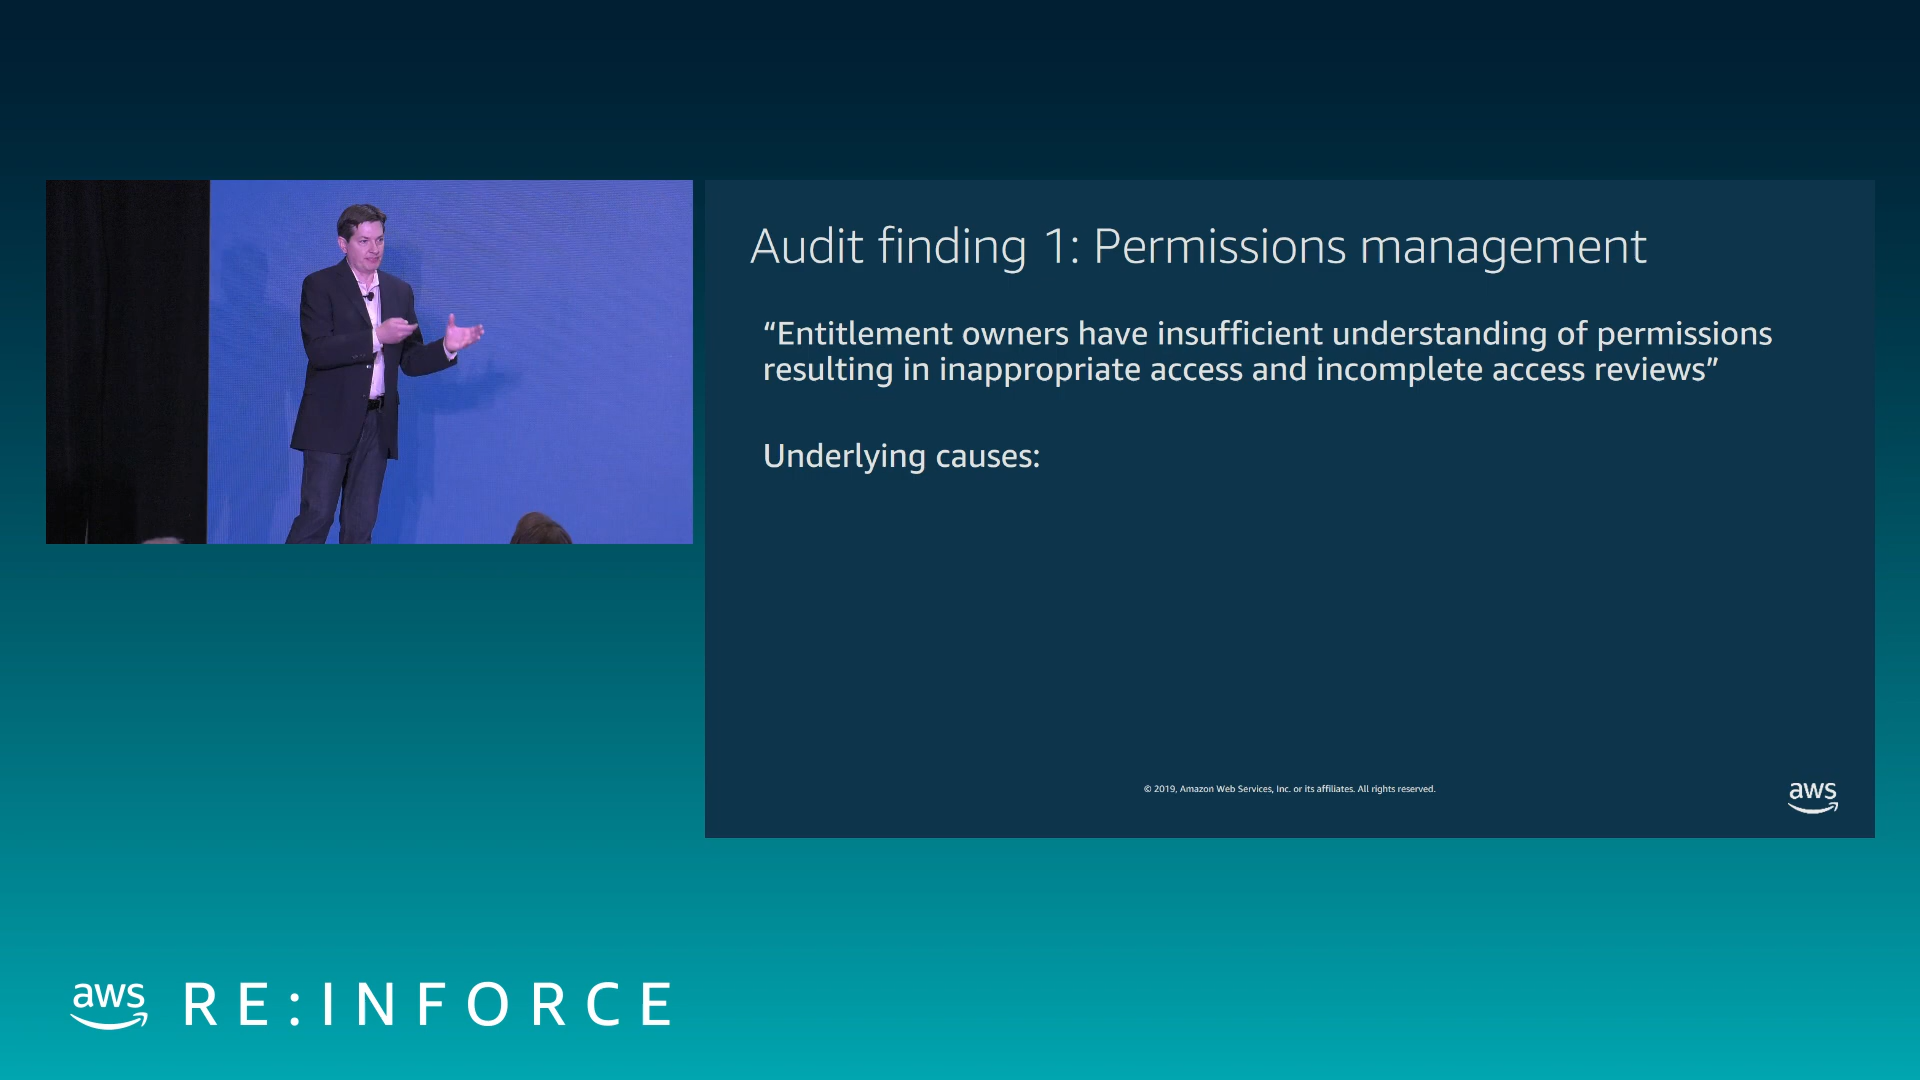 Audit finding 1: Permissions management
“Entitlement owners have insufficient understanding of permissions
resulting in inappropriate access and incomplete access reviews”
Underlying causes:
© 2019, Amazon Web Services, Inc. or its affiliates. All rights reserved.
aws
aws RE:INFORCE